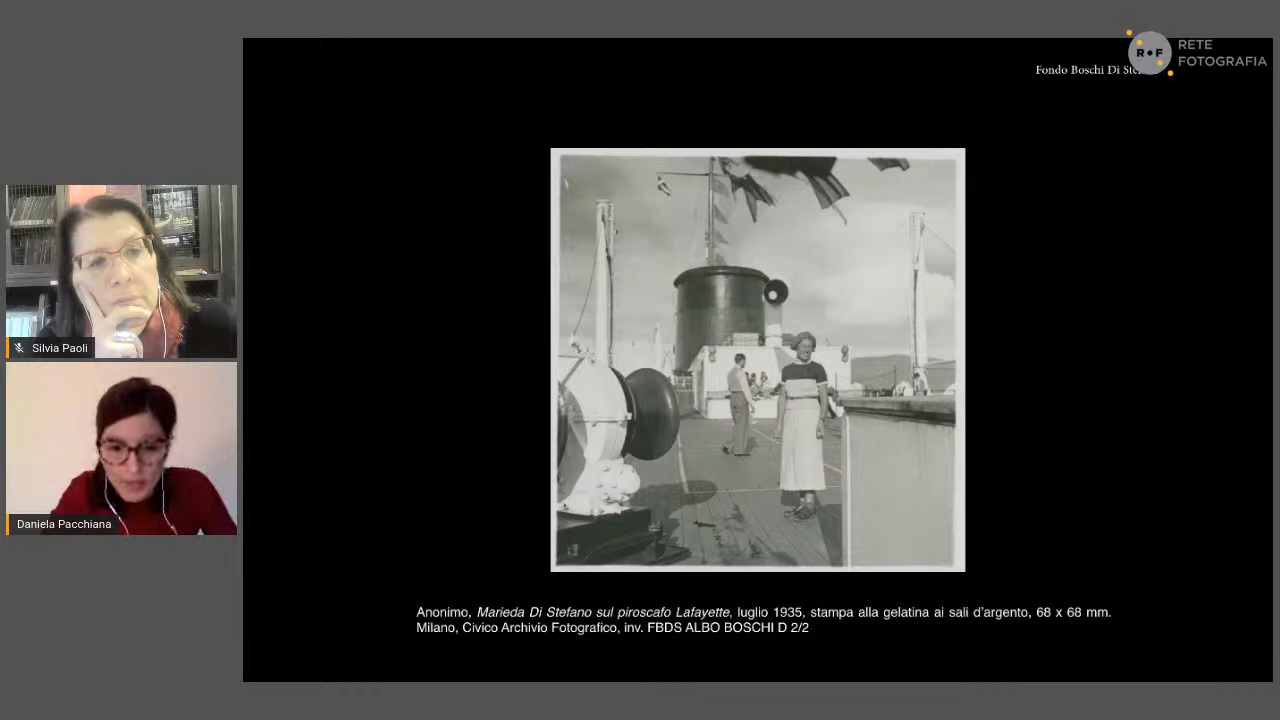 RETE
R F
FOTOGRAFIA
Fondo Boschi Di
Silvia Paoli
Daniela Pacchiana
Anonimo, Marieda Di Stefano sul piroscafo Lafayette, luglio 1935, stampa alla gelatina ai sali d'argento, 68 x 68 mm.
Milano, Civico Archivio Fotografico, inv. FBDS ALBO BOSCHI D 2/2